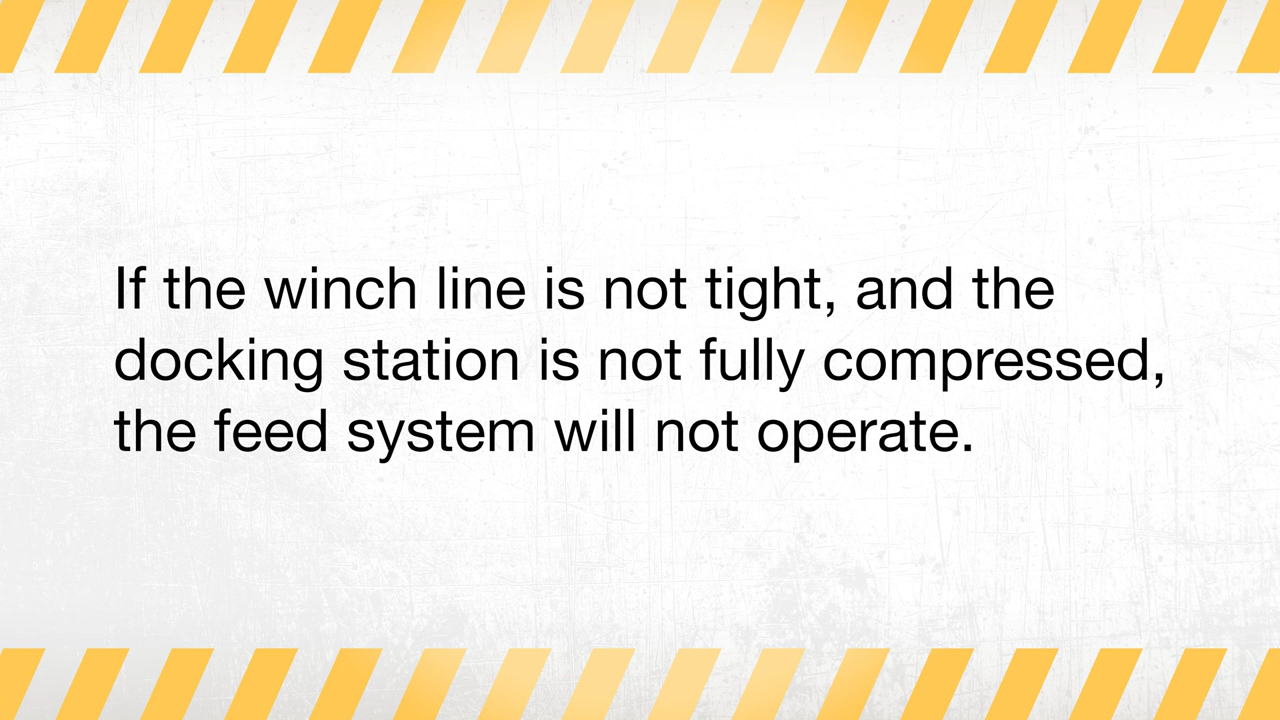 If the winch line is not tight, and the
docking station is not fully compressed,
the feed system will not operate.